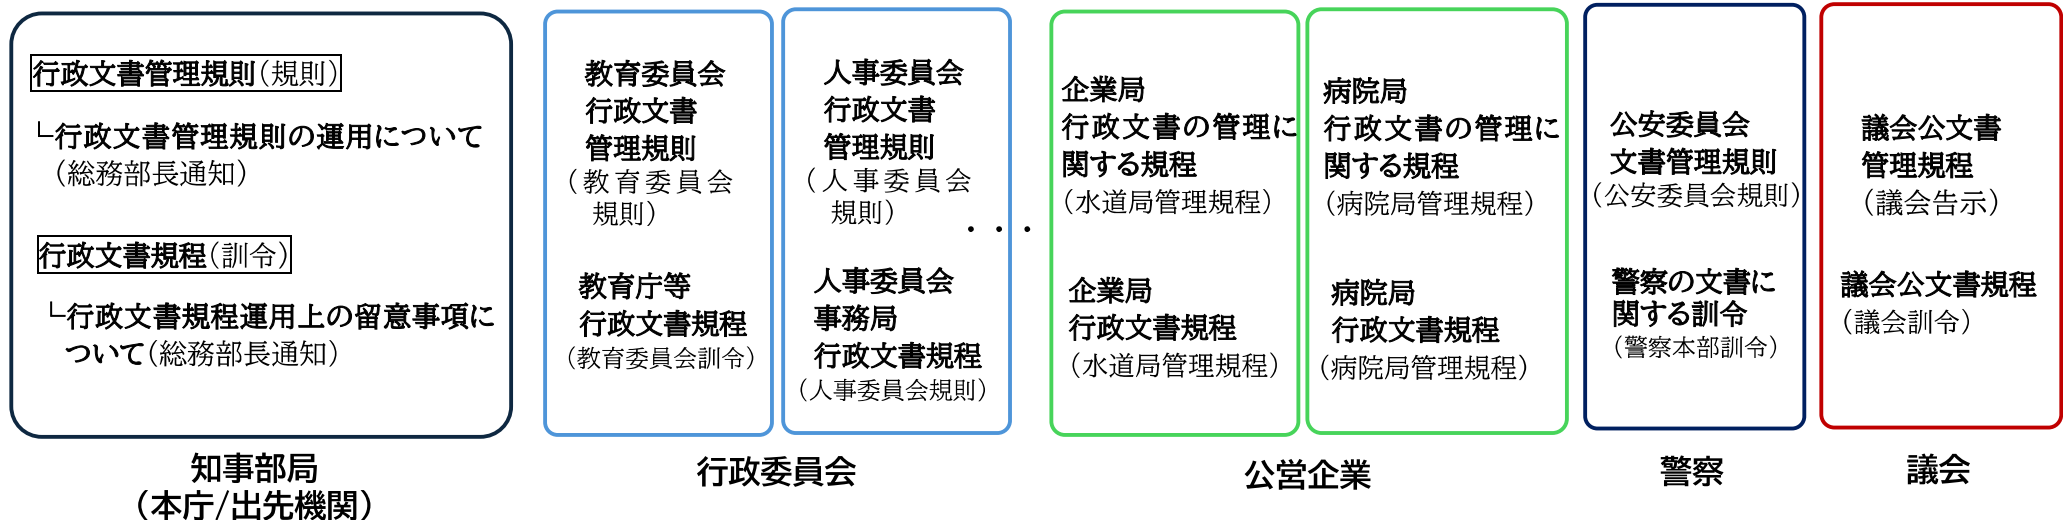 行政文書管理規則（規則）
└行政文書管理規則の運用について
（総務部長通知）
行政文書規程（訓令）
└行政文書規程運用上の留意事項に
ついて（総務部長通知）
知事部局
（本庁/出先機関）
教育委員会
行政文書
管理規則
（教育委員会
規則）
教育庁等
行政文書規程
（教育委員会訓令）
人事委員会
行政文書
管理規則
（人事委員会
規則）
人事委員会
事務局
行政文書規程
（人事委員会規則）
・・・
行政委員会
企業局
行政文書の管理に
関する規程
（水道局管理規程）
企業局
行政文書規程
（水道局管理規程）
病院局
行政文書の管理に
関する規程
（病院局管理規程）
病院局
行政文書規程
（病院局管理規程）
公営企業
公安委員会
文書管理規則
（公安委員会規則）
警察の文書に
関する訓令
（警察本部訓令）
警察
議会公文書
管理規程
（議会告示）
議会公文書規程
（議会訓令）
議会